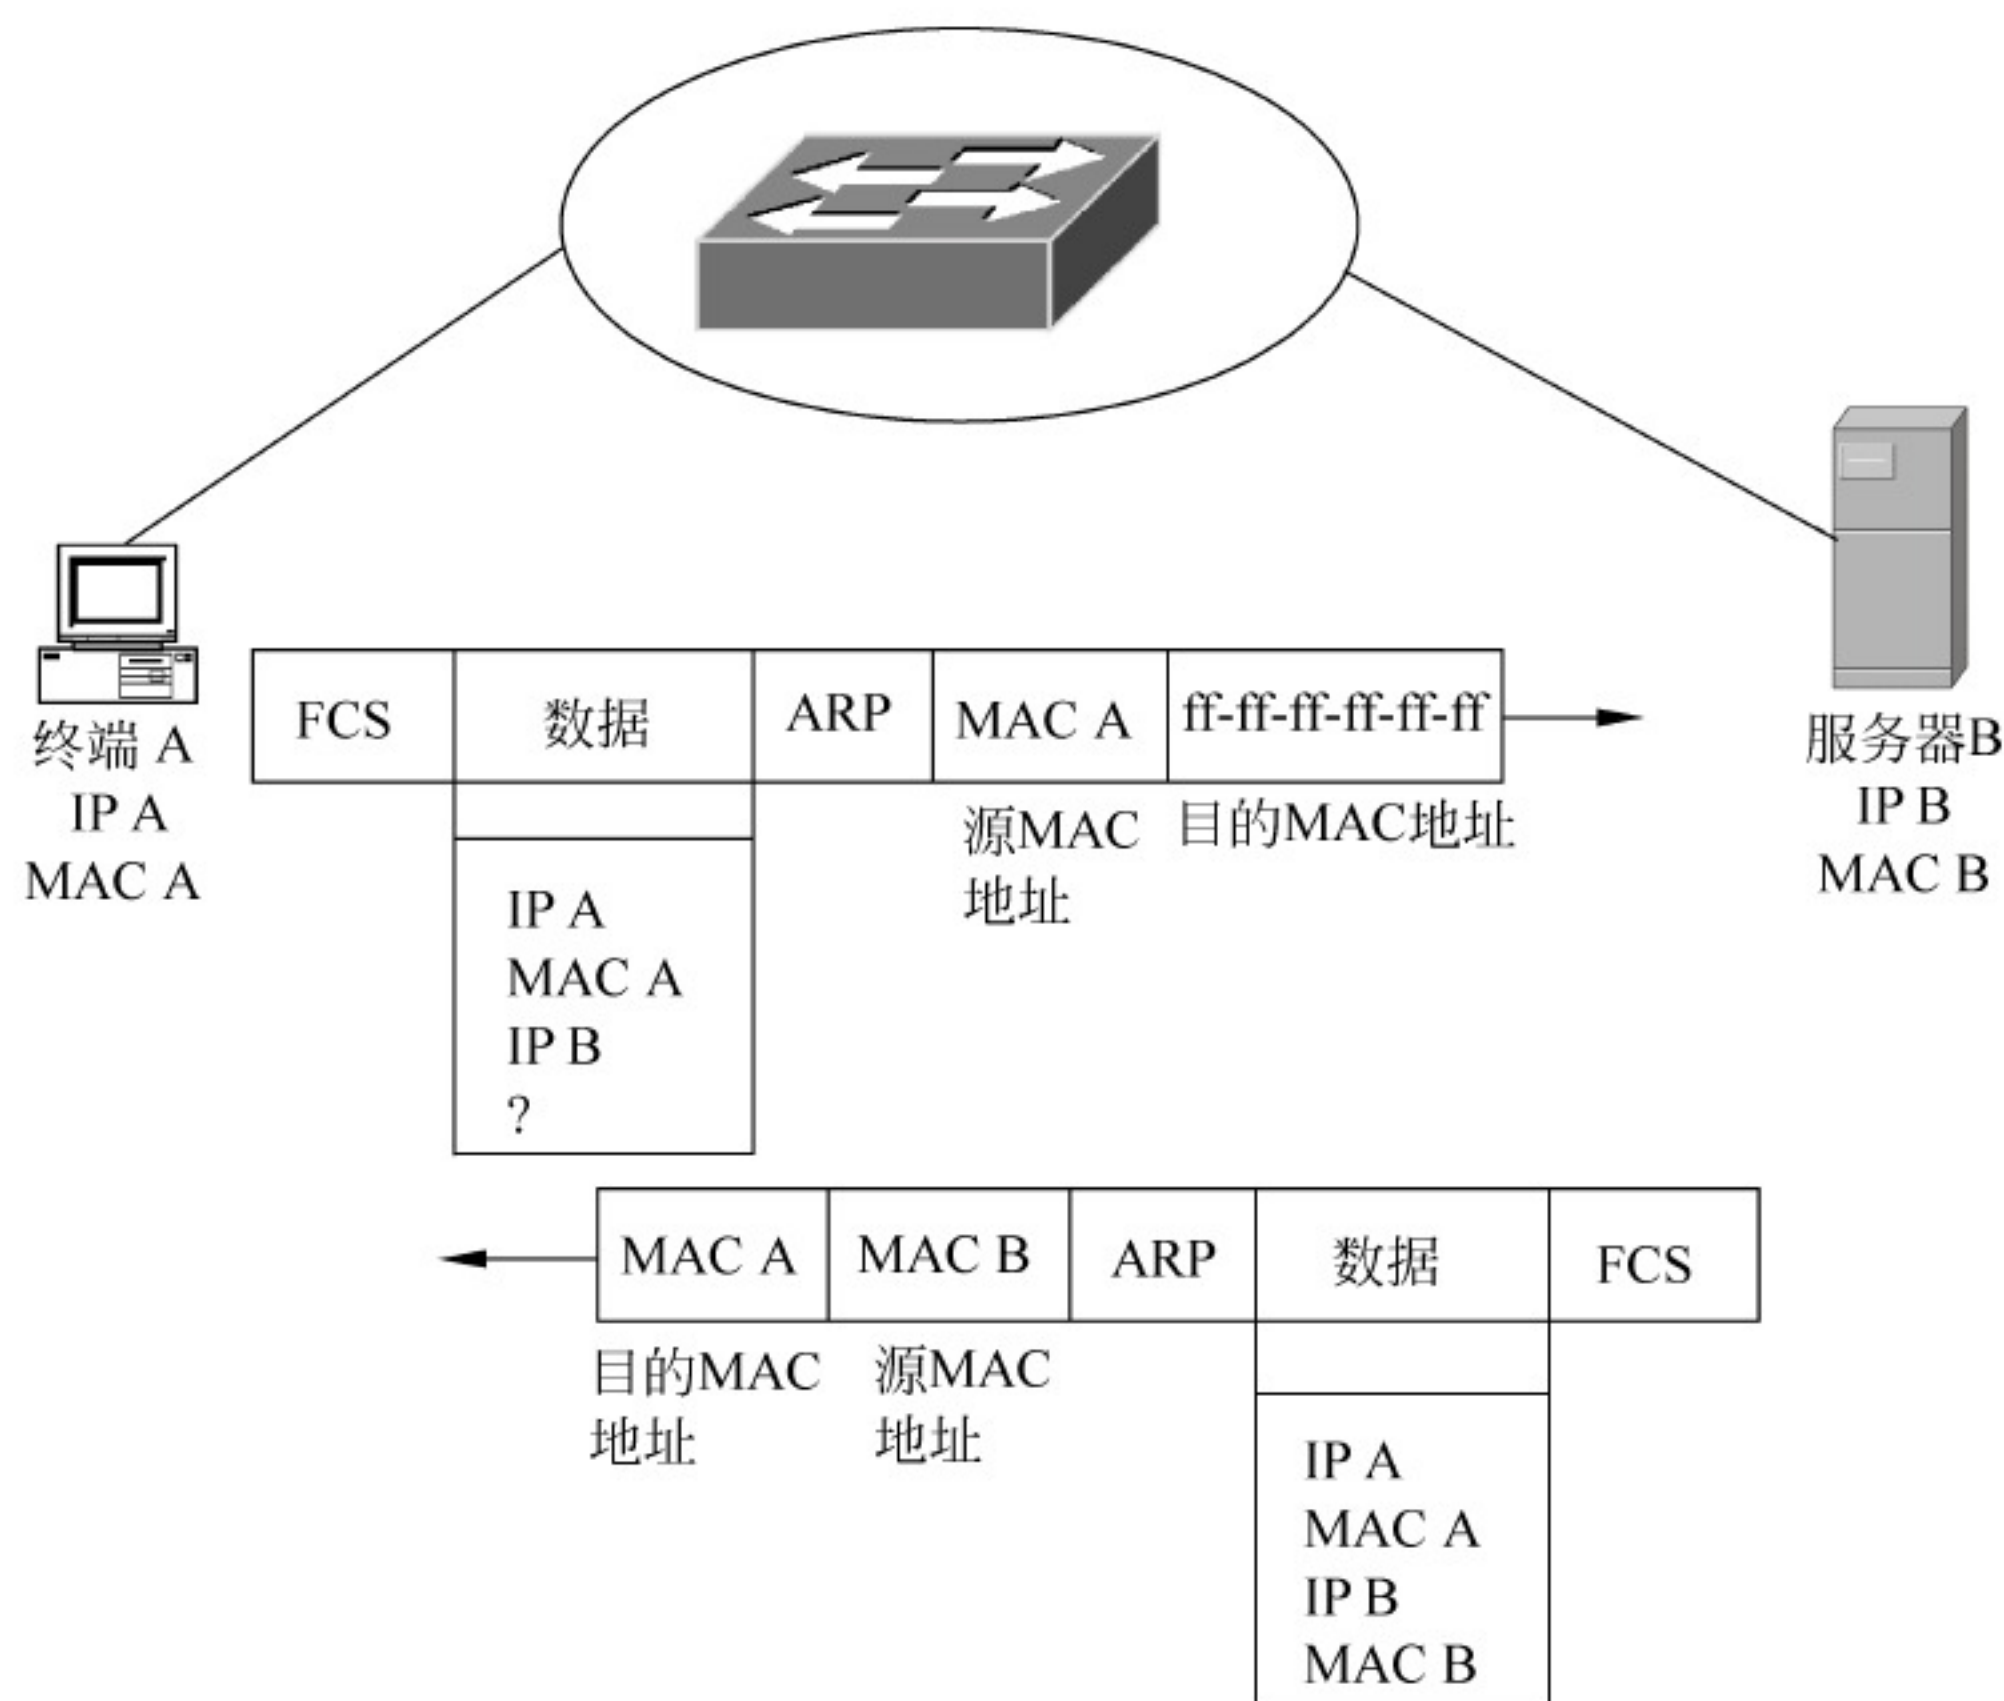 FCS 数据 ARP MAC A ff-ff-ff-ff-ff-ff
终端 A
IP A
MAC A
源MAC
地址
目的MAC地址
服务器B
IP B
MAC B
IP A
MAC A
IP B
?
MAC A MAC B ARP 数据 FCS
目的MAC
地址
源MAC
地址
IP A
MAC A
IP B
MAC B